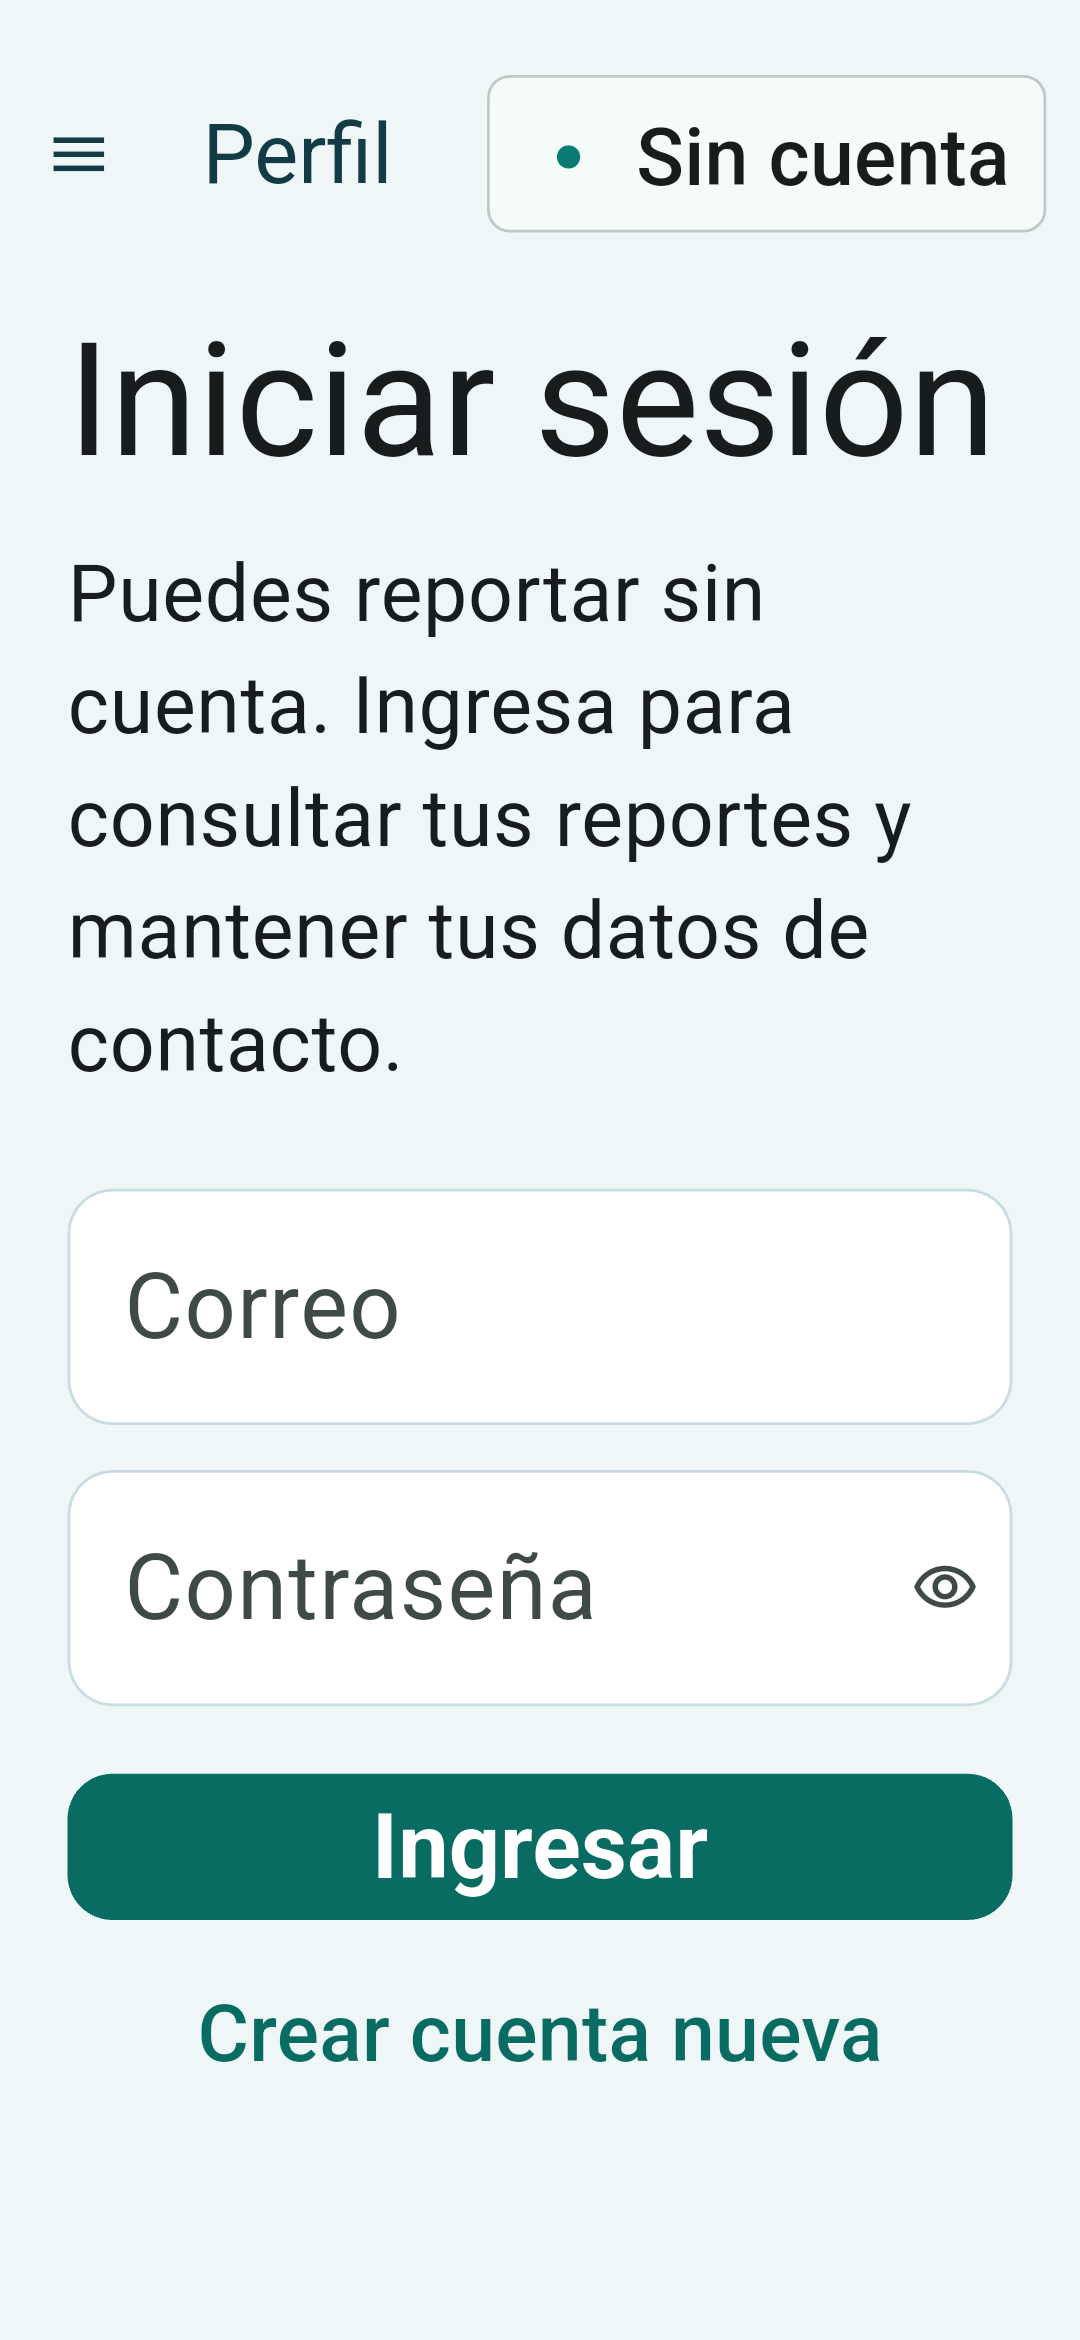 Perfil
Sin cuenta
Iniciar sesión
Puedes reportar sin
cuenta. Ingresa para
consultar tus reportes y
mantener tus datos de
contacto.
Correo
Contraseña
Ingresar
Crear cuenta nueva